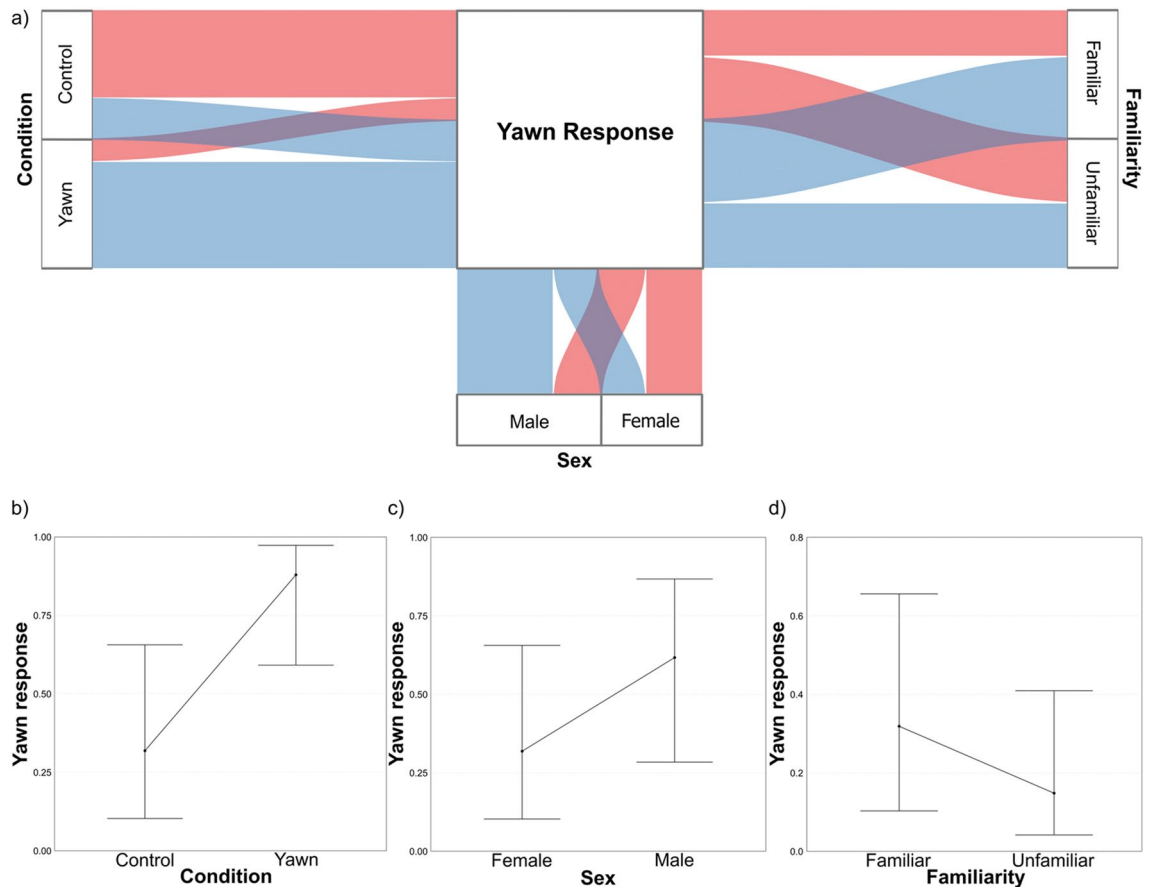 a)
Condition
Control
Yawn
Yawn Response
Familiar
Unfamiliar
Familiarity
Male
Female
Sex
b)
Yawn response
1.00
0.75
0.50
0.25
0.00
Control
Yawn
Condition
c)
Yawn response
1.00
0.75
0.50
0.25
0.00
Female
Male
Sex
d)
Yawn response
0.8
0.6
0.4
0.2
0.0
Familiar
Unfamiliar
Familiarity